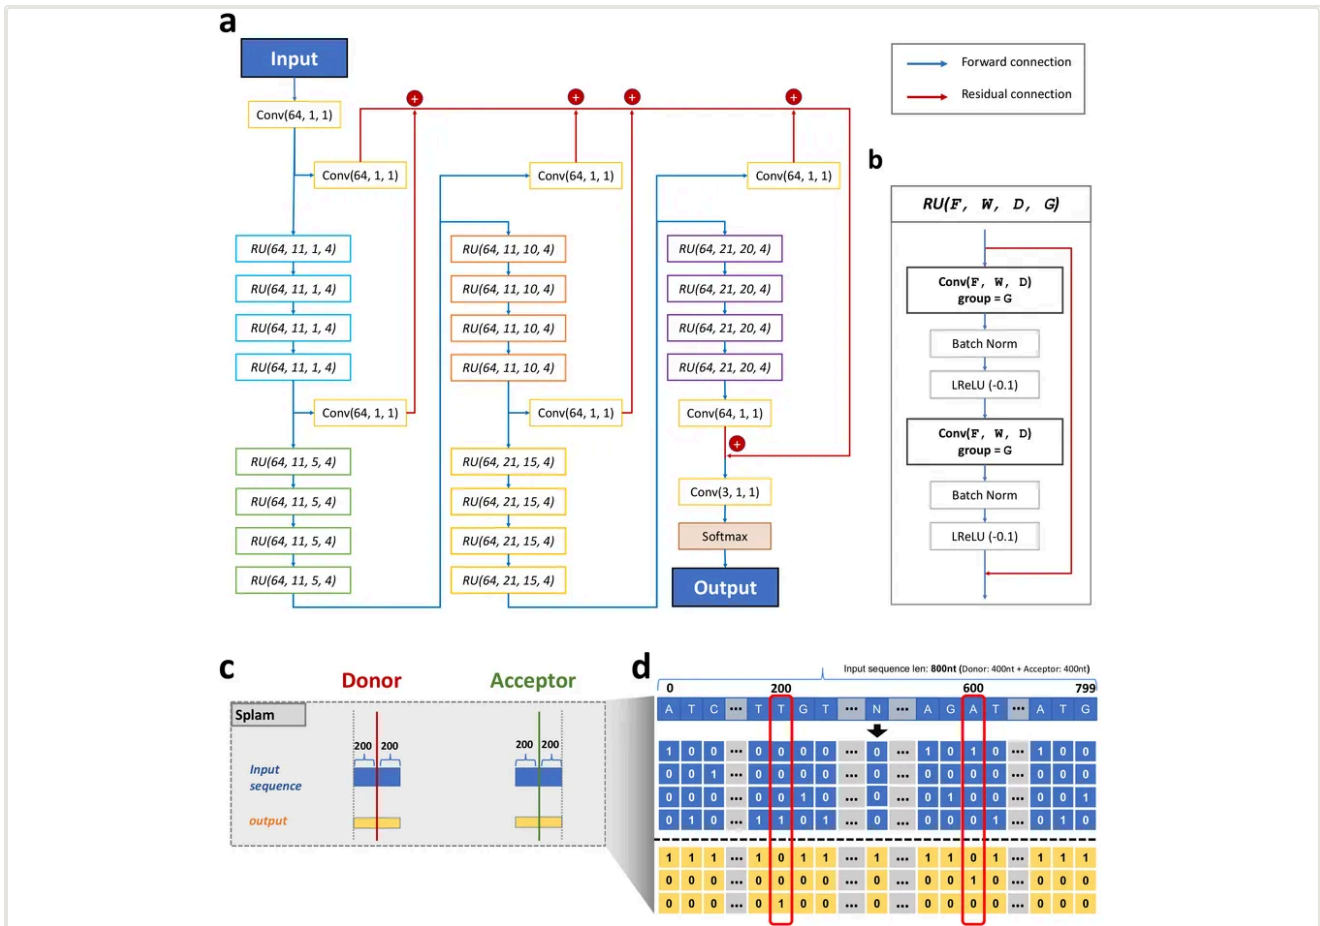 a
Input
Conv(64, 1, 1)
+
+
+
+
Conv(64, 1, 1)
Conv(64, 1, 1)
Conv(64, 1, 1)
RU(64, 11, 1, 4)
RU(64, 11, 1, 4)
RU(64, 11, 1, 4)
RU(64, 11, 1, 4)
Conv(64, 1, 1)
RU(64, 11, 5, 4)
RU(64, 11, 5, 4)
RU(64, 11, 5, 4)
RU(64, 11, 5, 4)
RU(64, 11, 10, 4)
RU(64, 11, 10, 4)
RU(64, 11, 10, 4)
RU(64, 11, 10, 4)
Conv(64, 1, 1)
RU(64, 21, 15, 4)
RU(64, 21, 15, 4)
RU(64, 21, 15, 4)
RU(64, 21, 15, 4)
RU(64, 21, 20, 4)
RU(64, 21, 20, 4)
RU(64, 21, 20, 4)
RU(64, 21, 20, 4)
Conv(64, 1, 1)
+
Conv(3, 1, 1)
Softmax
Output
Forward connection
Residual connection
b
RU(F, W, D, G)
Conv(F, W, D)
group = G
Batch Norm
LReLU (-0.1)
Conv(F, W, D)
group = G
Batch Norm
LReLU (-0.1)
c
Donor Acceptor
Splam
200 200 200 200
Input
sequence
output
d
Input sequence len: 800nt (Donor: 400nt + Acceptor: 400nt)
0 200 600 799
A T C ··· T T G T ··· N ··· A G A T ··· A T G
1 0 0 ··· 0 0 0 0 ··· 0 ··· 1 0 1 0 ··· 1 0 0
0 0 1 ··· 0 0 0 0 ··· 0 ··· 0 0 0 0 ··· 0 0 0
0 0 0 ··· 0 0 1 0 ··· 0 ··· 0 1 0 0 ··· 0 0 1
0 1 0 ··· 1 1 0 1 ··· 0 ··· 0 0 0 1 ··· 0 1 0
1 1 1 ··· 1 0 1 1 ··· 1 ··· 1 1 0 1 ··· 1 1 1
0 0 0 ··· 0 0 0 0 ··· 0 ··· 0 0 1 0 ··· 0 0 0
0 0 0 ··· 0 1 0 0 ··· 0 ··· 0 0 0 0 ··· 0 0 0